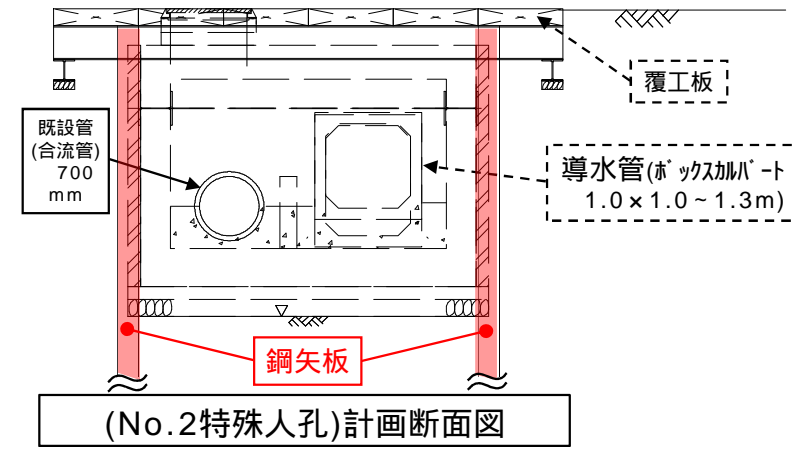 覆工板
既設管
(合流管)
700
mm
導水管(ﾎﾞｯｸｽｶﾙﾊﾞｰﾄ
1.0×1.0~1.3m)
鋼矢板
(No.2特殊人孔)計画断面図